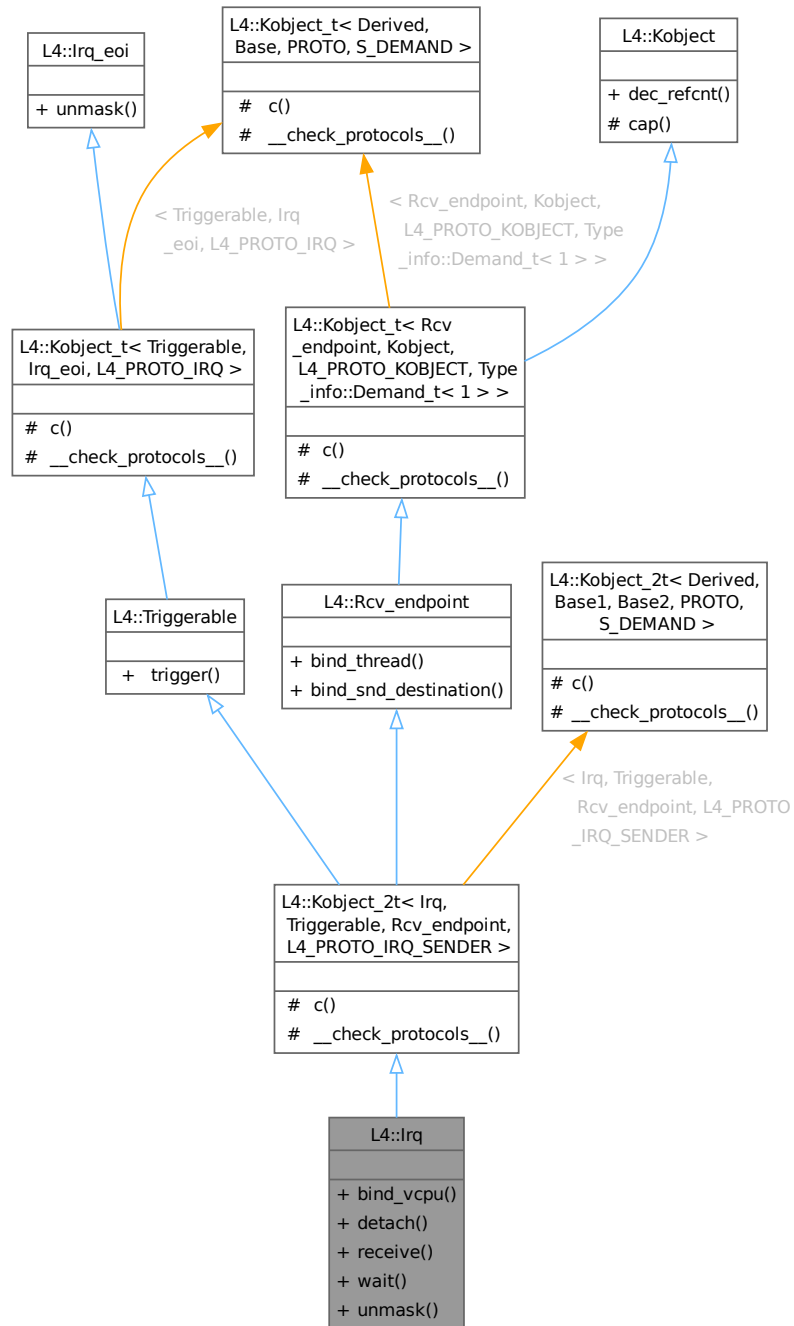 L4::Irq_eoi
+ unmask()
L4::Kobject_t< Derived,
Base, PROTO, S_DEMAND >
# c()
# __check_protocols__()
L4::Kobject
+ dec_refcnt()
# cap()
< Triggerable, Irq
_eoi, L4_PROTO_IRQ >
< Rcv_endpoint, Kobject,
L4_PROTO_KOBJECT, Type
_info::Demand_t< 1 > >
L4::Kobject_t< Triggerable,
Irq_eoi, L4_PROTO_IRQ >
# c()
# __check_protocols__()
L4::Kobject_t< Rcv
_endpoint, Kobject,
L4_PROTO_KOBJECT, Type
_info::Demand_t< 1 > >
# c()
# __check_protocols__()
L4::Triggerable
+ trigger()
L4::Rcv_endpoint
+ bind_thread()
+ bind_snd_destination()
L4::Kobject_2t< Derived,
Base1, Base2, PROTO,
S_DEMAND >
# c()
# __check_protocols__()
< Irq, Triggerable,
Rcv_endpoint, L4_PROTO
_IRQ_SENDER >
L4::Kobject_2t< Irq,
Triggerable, Rcv_endpoint,
L4_PROTO_IRQ_SENDER >
# c()
# __check_protocols__()
L4::Irq
+ bind_vcpu()
+ detach()
+ receive()
+ wait()
+ unmask()